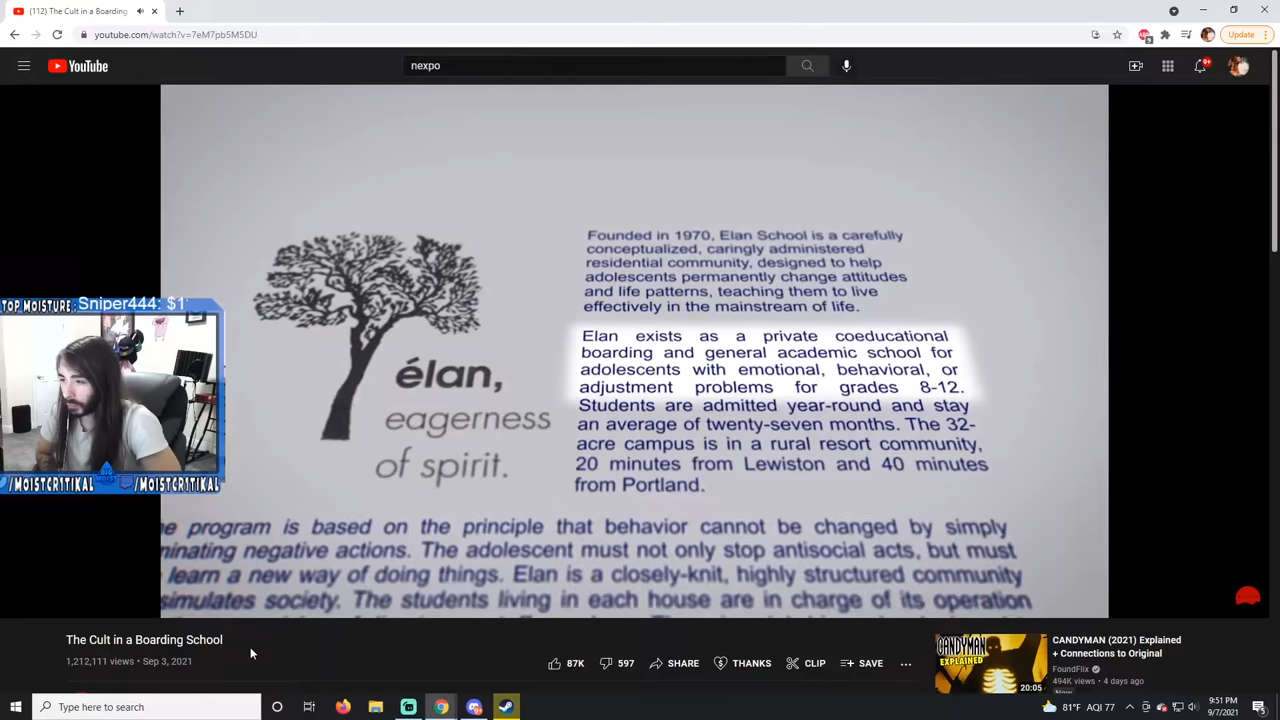 (112) The Cult in a Boarding
youtube.com/watch?v=7eM7pb5M5DU
Update
YouTube
nexpo
9+
Founded in 1970, Elan School is a carefully
conceptualized, caringly administered
residential community, designed to help
adolescents permanently change attitudes
and life patterns, teaching them to live
effectively in the mainstream of life.
Elan exists as a private coeducational
boarding and general academic school for
adolescents with emotional, behavioral, or
adjustment problems for grades 8-12.
Students are admitted year-round and stay
an average of twenty-seven months. The 32-
acre campus is in a rural resort community,
20 minutes from Lewiston and 40 minutes
from Portland.
élan,
eagerness
of spirit.
program is based on the principle that behavior cannot be changed by simply
negative actions. The adolescent must not only stop antisocial acts, but must
learn a new way of doing things. Elan is a closely-knit, highly structured community
simulates society. The students living in each house are in charge of its operation
TOP MOISTURE: Sniper444: $1
/MOISTCR1TIKAL /MOISTCR1TIKAL
The Cult in a Boarding School
1,212,111 views • Sep 3, 2021
87K 597 SHARE THANKS CLIP SAVE
CANDYMAN EXPLAINED
20:05
CANDYMAN (2021) Explained
+ Connections to Original
FoundFlix
494K views • 4 days ago
New
Type here to search
81°F AQI 77
9:51 PM
9/7/2021